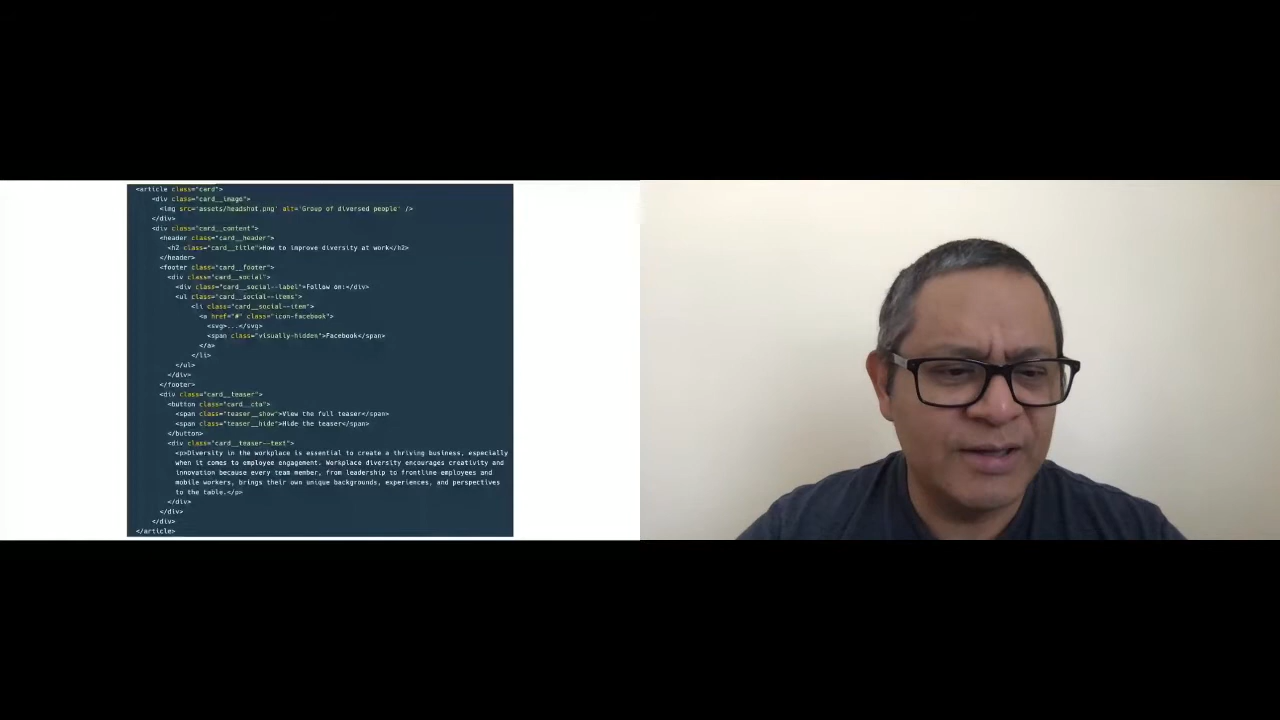 <article class="card">
<div class="card__image">
<img src='assets/headshot.png' alt='Group of diversed people' />
</div>
<div class="card__content">
<header class="card__header">
<h2 class="card__title">How to improve diversity at work</h2>
</header>
<footer class="card__footer">
<div class="card__social">
<div class="card__social--label">Follow on:</div>
<ul class="card__social--items">
<li class="card__social--item">
<a href="#" class="icon-facebook">
<svg>...</svg>
<span class="visually-hidden">Facebook</span>
</a>
</li>
</ul>
</div>
</footer>
<div class="card__teaser">
<button class="card__cta">
<span class="teaser__show">View the full teaser</span>
<span class="teaser__hide">Hide the teaser</span>
</button>
<div class="card__teaser--text">
<p>Diversity in the workplace is essential to create a thriving business, especially
when it comes to employee engagement. Workplace diversity encourages creativity and
innovation because every team member, from leadership to frontline employees and
mobile workers, brings their own unique backgrounds, experiences, and perspectives
to the table.</p>
</div>
</div>
</div>
</article>